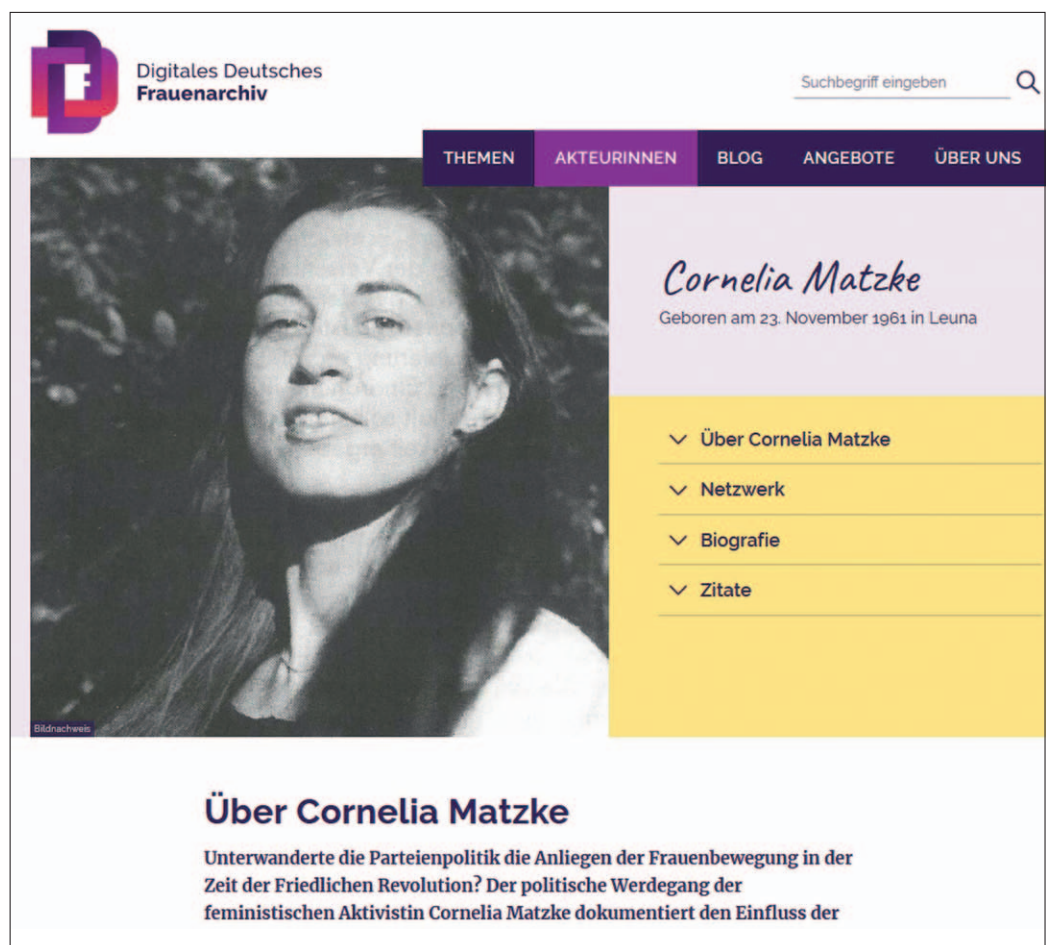 Digitales Deutsches
Frauenarchiv
Suchbegriff eingeben
THEMEN AKTEURINNEN BLOG ANGEBOTE ÜBER UNS
Cornelia Matzke
Geboren am 23. November 1961 in Leuna
Über Cornelia Matzke
Netzwerk
Biografie
Zitate
Bildnachweis
Über Cornelia Matzke
Unterwanderte die Parteienpolitik die Anliegen der Frauenbewegung in der
Zeit der Friedlichen Revolution? Der politische Werdegang der
feministischen Aktivistin Cornelia Matzke dokumentiert den Einfluss der